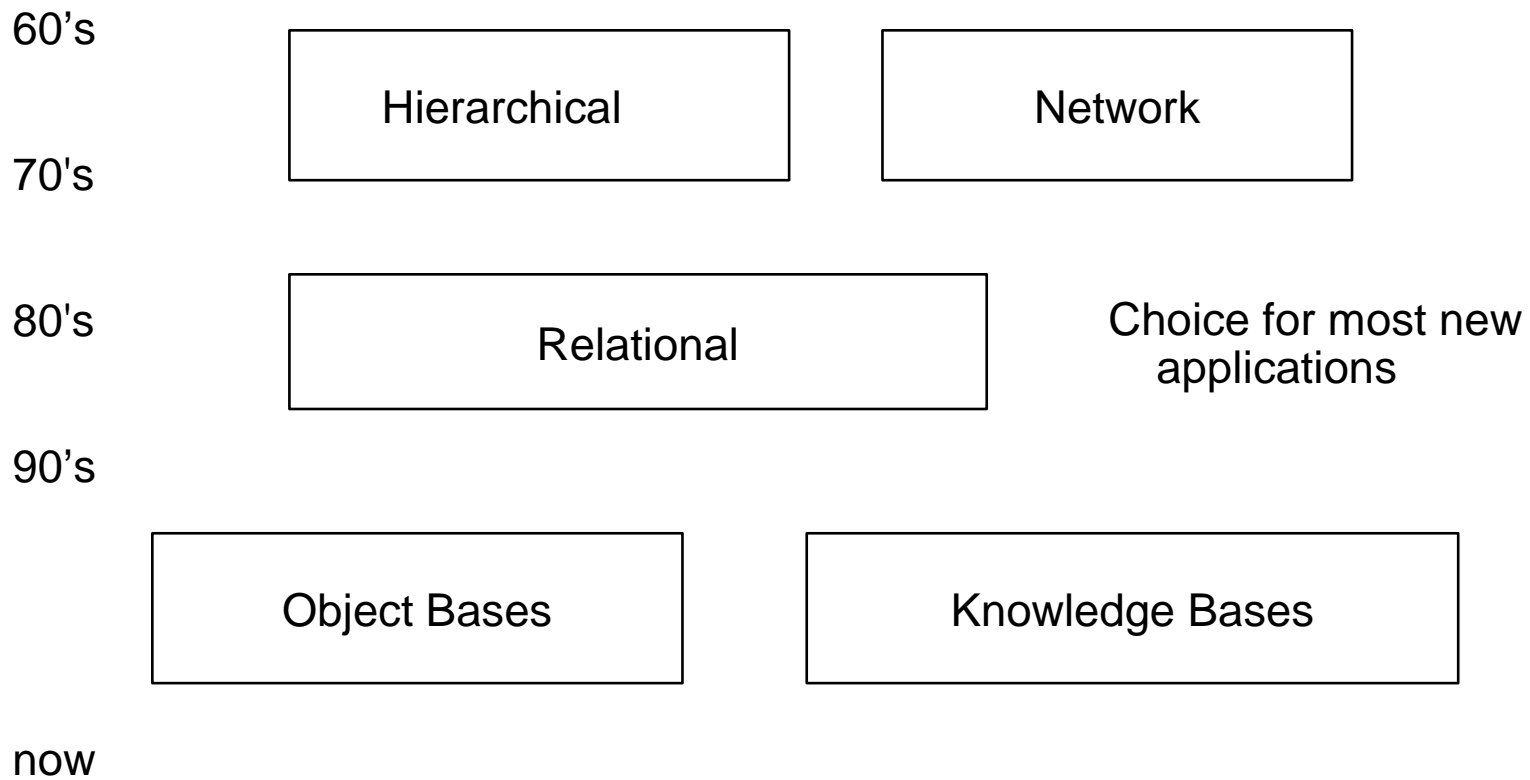 60’s
Hierarchical
Network
70's
80's
Relational
Choice for most new
applications
90’s
Object Bases
Knowledge Bases
now